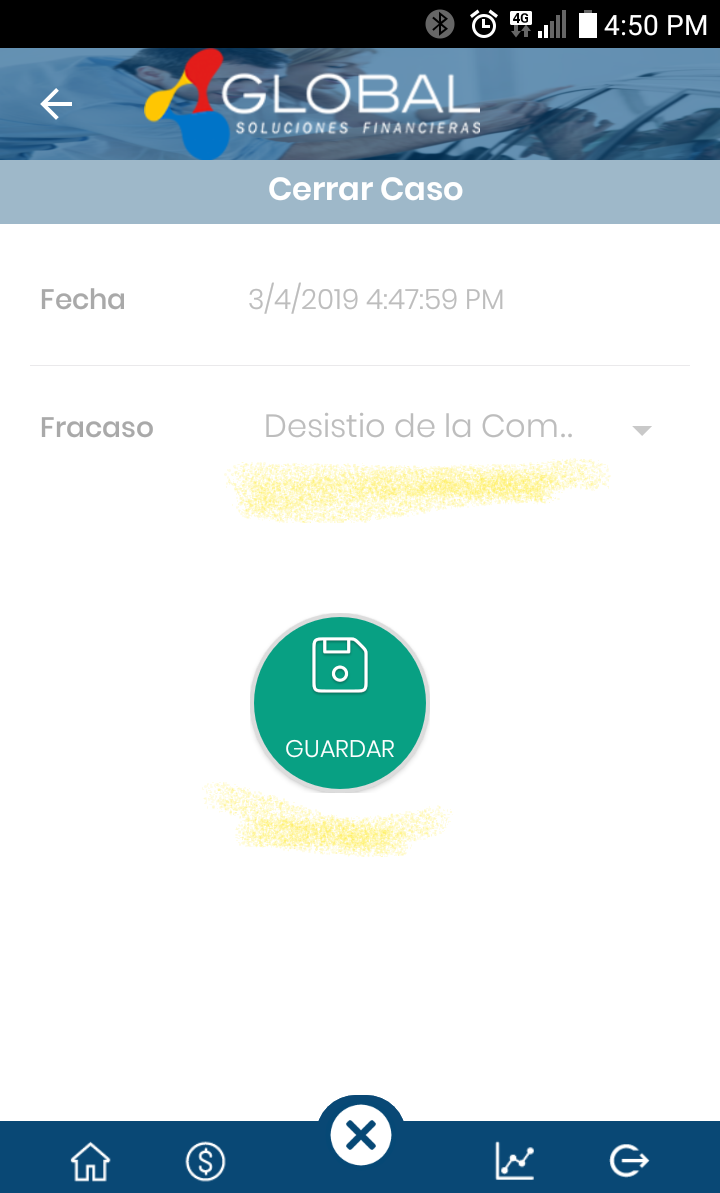 4G 4:50 PM
GLOBAL
SOLUCIONES FINANCIERAS
Cerrar Caso
Fecha 3/4/2019 4:47:59 PM
Fracaso Desistio de la Com..
GUARDAR